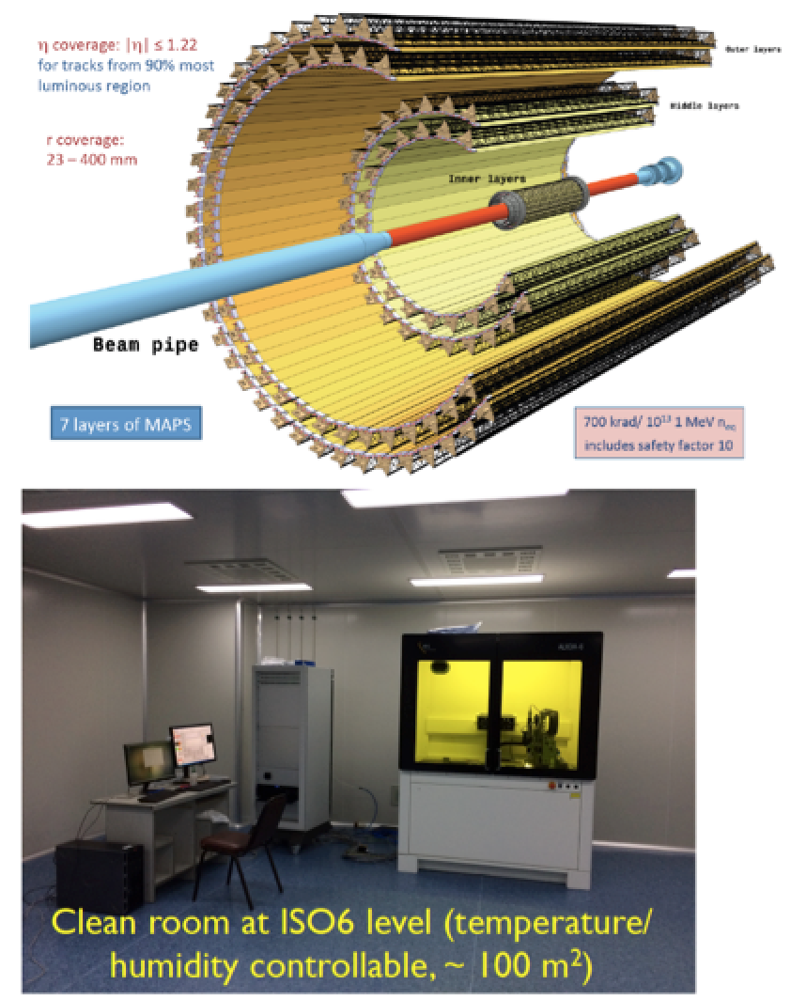 η coverage: |η| ≤ 1.22
for tracks from 90% most
luminous region
r coverage:
23 – 400 mm
Outer layers
Middle layers
Inner layers
Beam pipe
7 layers of MAPS
700 krad/ 10¹³ 1 MeV nₑq
includes safety factor 10
Clean room at ISO6 level (temperature/
humidity controllable, ~ 100 m²)